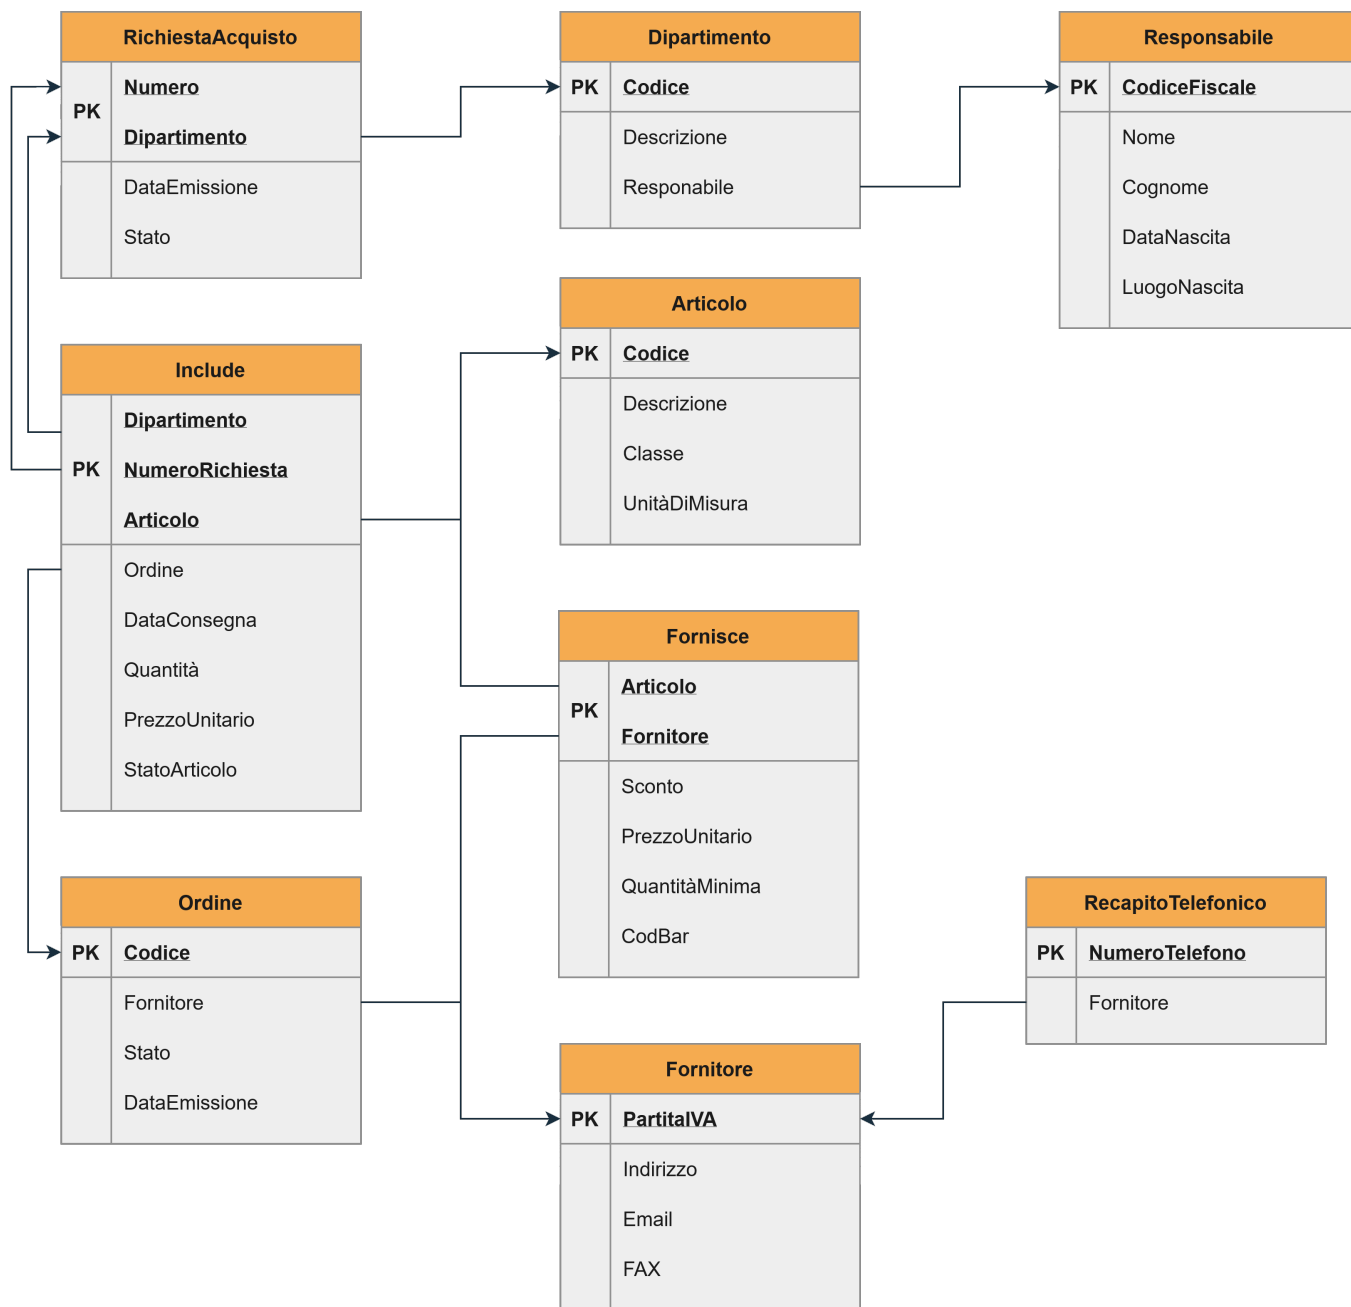 RichiestaAcquisto
PK
Numero
Dipartimento
DataEmissione
Stato
Dipartimento
PK
Codice
Descrizione
Responabile
Responsabile
PK
CodiceFiscale
Nome
Cognome
DataNascita
LuogoNascita
Articolo
PK
Codice
Descrizione
Classe
UnitàDiMisura
Include
PK
Dipartimento
NumeroRichiesta
Articolo
Ordine
DataConsegna
Quantità
PrezzoUnitario
StatoArticolo
Fornisce
PK
Articolo
Fornitore
Sconto
PrezzoUnitario
QuantitàMinima
CodBar
Ordine
PK
Codice
Fornitore
Stato
DataEmissione
RecapitoTelefonico
PK
NumeroTelefono
Fornitore
Fornitore
PK
PartitaIVA
Indirizzo
Email
FAX